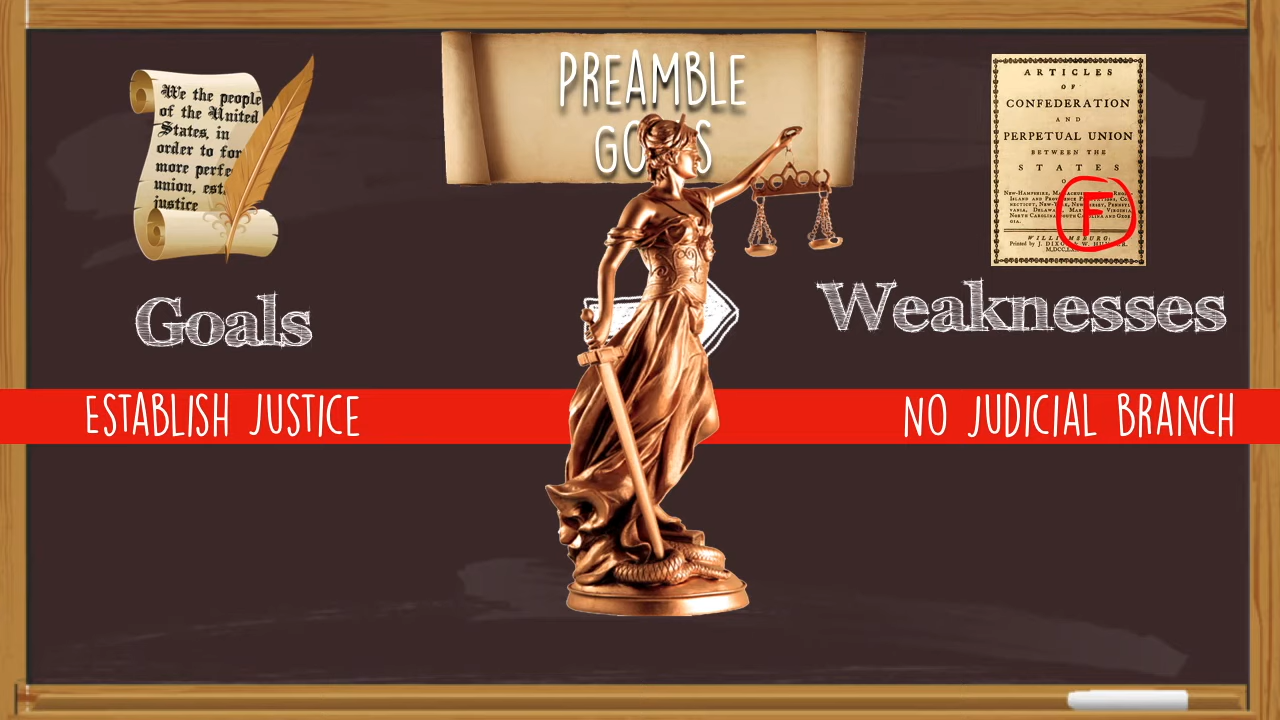 We the people
of the United
States, in
order to for
more perfe
union, est
justice
PREAMBLE
ARTICLES
OF
CONFEDERATION
AND
PERPETUAL UNION
BETWEEN THE
STATES
F
Goals
Weaknesses
ESTABLISH JUSTICE
NO JUDICIAL BRANCH